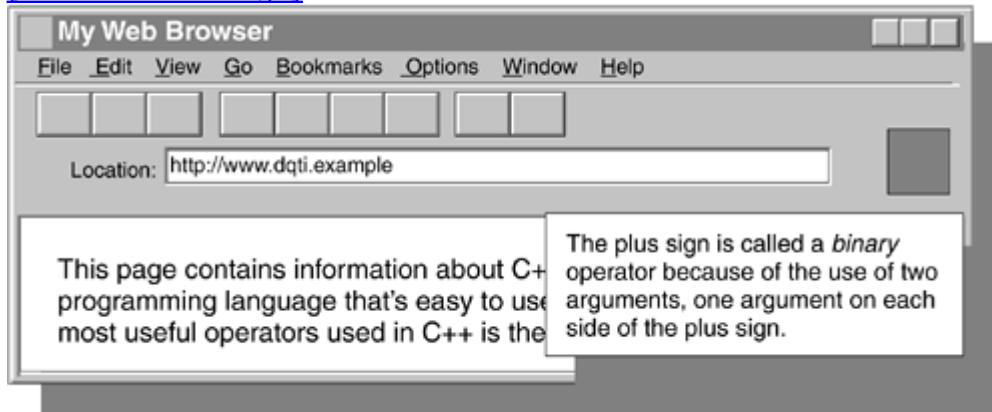 My Web Browser
File Edit View Go Bookmarks Options Window Help
Location: http://www.dqti.example
This page contains information about C+
programming language that's easy to use
most useful operators used in C++ is the
The plus sign is called a binary
operator because of the use of two
arguments, one argument on each
side of the plus sign.